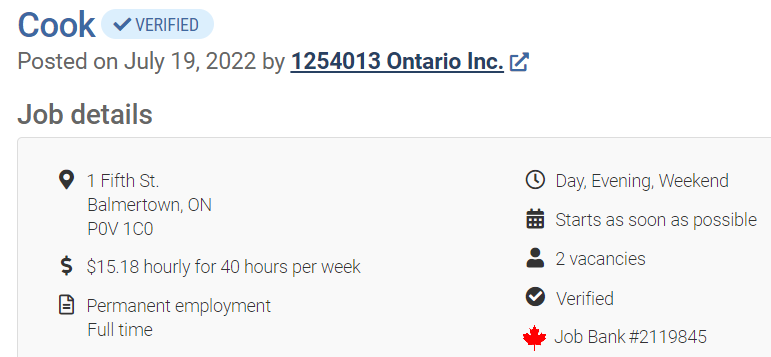 Cook VERIFIED
Posted on July 19, 2022 by 1254013 Ontario Inc.
Job details
1 Fifth St.
Balmertown, ON
P0V 1C0
$15.18 hourly for 40 hours per week
Permanent employment
Full time
Day, Evening, Weekend
Starts as soon as possible
2 vacancies
Verified
Job Bank #2119845